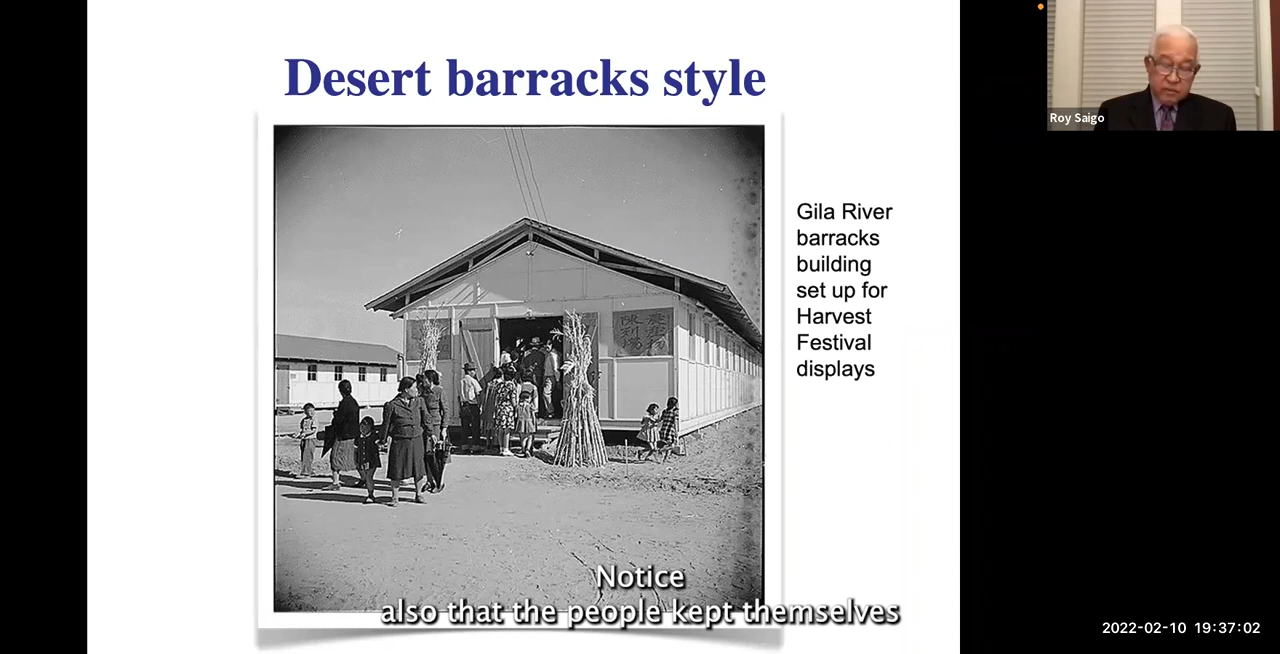 Desert barracks style
Roy Saigo
Gila River
barracks
building
set up for
Harvest
Festival
displays
Notice
also that the people kept themselves
2022-02-10 19:37:02